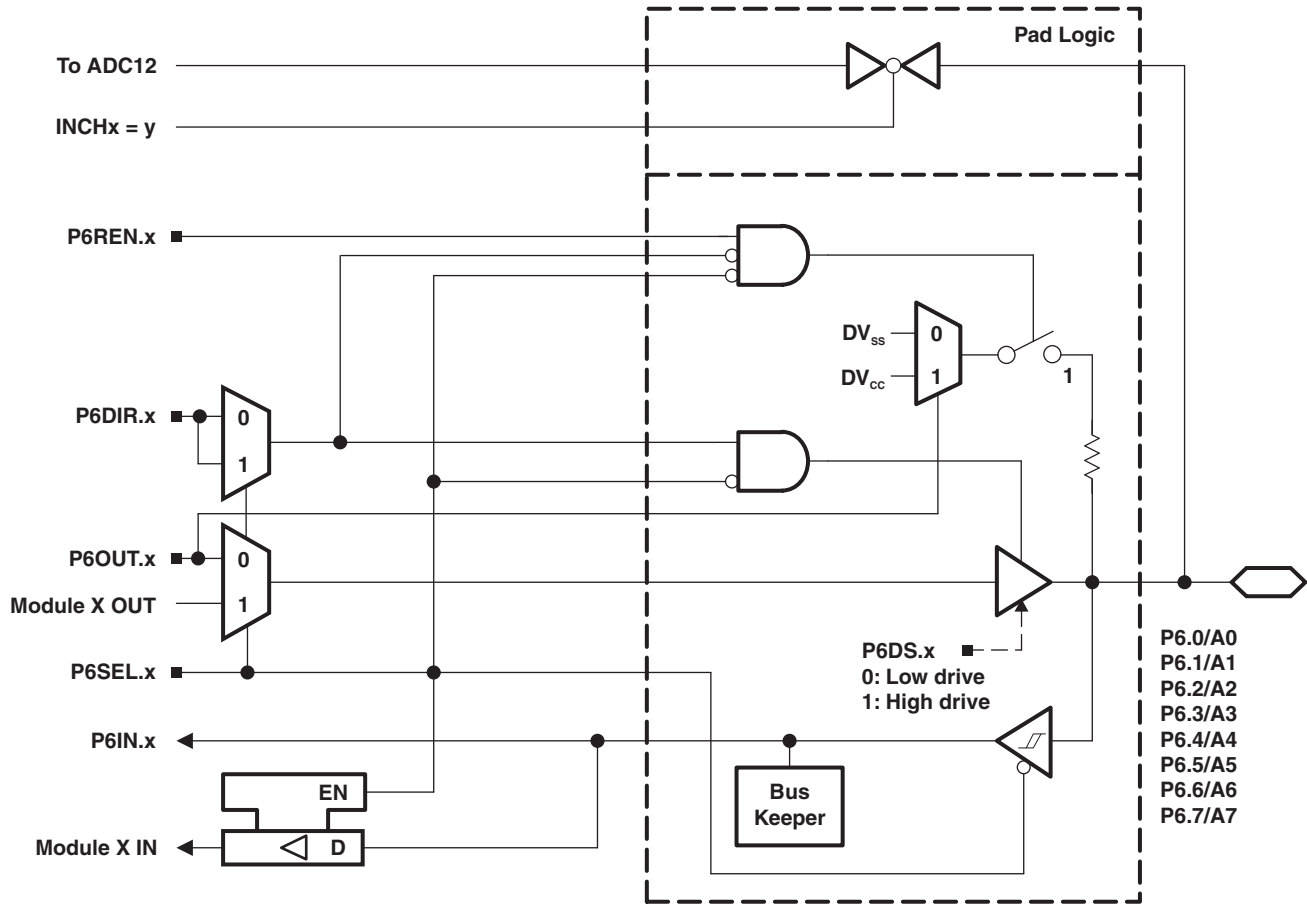 Pad Logic
To ADC12
INCHx = y
P6REN.x
DVSS
0
DVCC
1
1
P6DIR.x
0
1
P6OUT.x
0
Module X OUT
1
P6SEL.x
P6DS.x
0: Low drive
1: High drive
P6IN.x
EN
Bus
Keeper
Module X IN
D
P6.0/A0
P6.1/A1
P6.2/A2
P6.3/A3
P6.4/A4
P6.5/A5
P6.6/A6
P6.7/A7